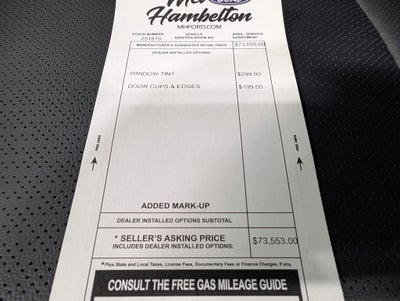 Hambelton
MHFORD.COM
STOCK NUMBER VEHICLE IDENTIFICATION NO. ADDL. SERVICE AGREEMENT
MANUFACTURER'S SUGGESTED RETAIL PRICE $73,055.00
DEALER INSTALLED OPTIONS
WINDOW TINT $299.00
DOOR CUPS & EDGES $199.00
ADDED MARK-UP
DEALER INSTALLED OPTIONS SUBTOTAL
* SELLER'S ASKING PRICE $73,553.00
INCLUDES DEALER INSTALLED OPTIONS:
*Plus State and Local Taxes, License Fees, Documentary Fees or Finance Charges, if any.
CONSULT THE FREE GAS MILEAGE GUIDE